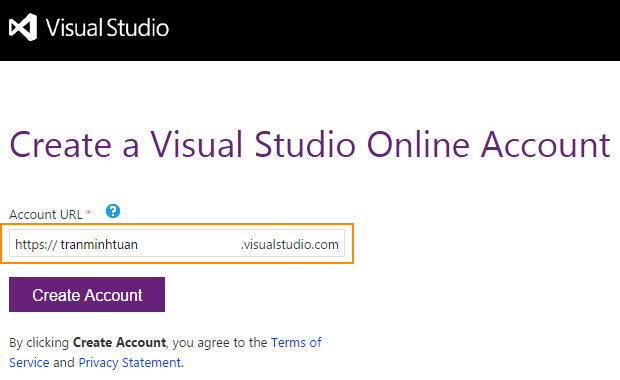 Visual Studio
Create a Visual Studio Online Account
Account URL * ?
https:// tranminhtuan .visualstudio.com
Create Account
By clicking Create Account, you agree to the Terms of
Service and Privacy Statement.